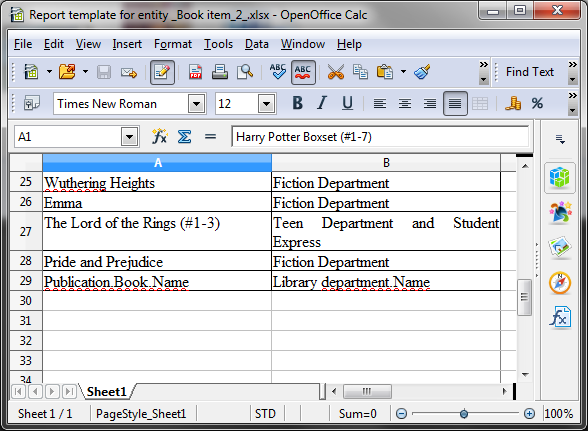 Report template for entity _Book item_2_.xlsx - OpenOffice Calc
File Edit View Insert Format Tools Data Window Help
ABC ABC Find Text
Times New Roman 12 B I U %
A1 Harry Potter Boxset (#1-7)
A B
25 Wuthering Heights Fiction Department
26 Emma Fiction Department
27 The Lord of the Rings (#1-3) Teen Department and Student
Express
28 Pride and Prejudice Fiction Department
29 Publication.Book.Name Library department.Name
30
31
32
33
34
Sheet1
Sheet 1 / 1 PageStyle_Sheet1 STD Sum=0 100%